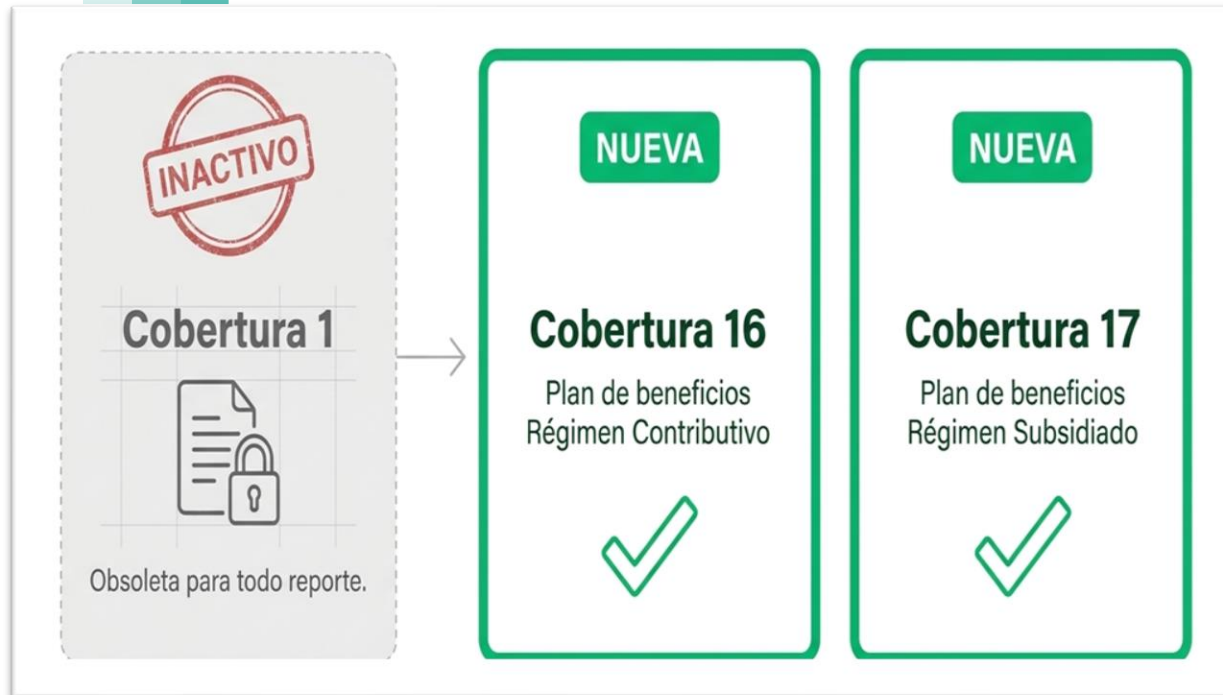 INACTIVO
Cobertura 1
Obsoleta para todo reporte.
NUEVA
Cobertura 16
Plan de beneficios
Régimen Contributivo
NUEVA
Cobertura 17
Plan de beneficios
Régimen Subsidiado